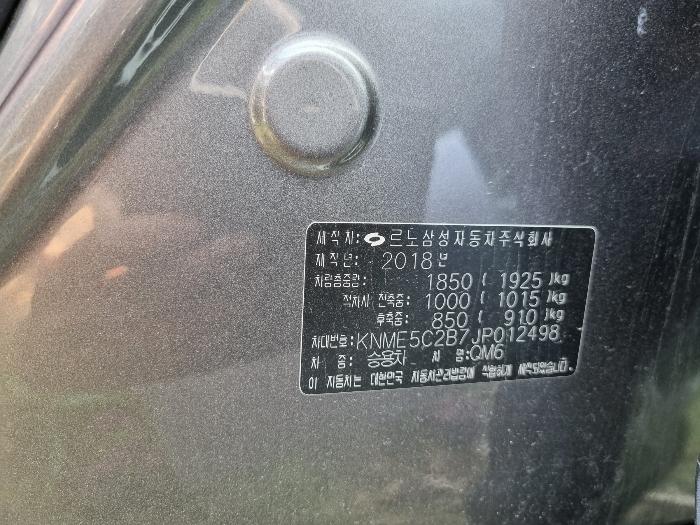 제작자: 르노삼성자동차주식회사
제작년: 2018년
차량총중량: 1850 ( 1925 )kg
적차시 전축중: 1000 ( 1015 )kg
후축중: 850 ( 910 )kg
차대번호: KNME5C2B7JP012498
차 종: 승용차 차 명: QM6
이 자동차는 대한민국 자동차관리법령에 적합하게 제작되었습니다.